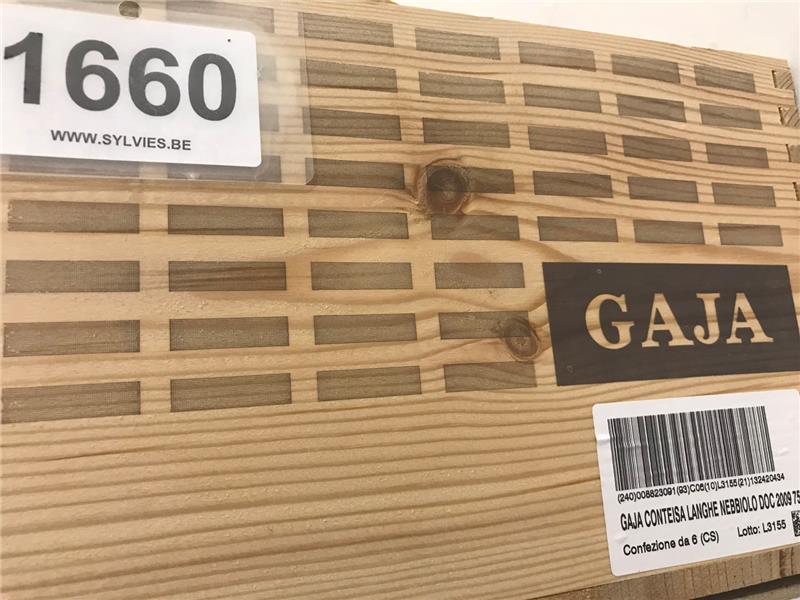 1660
WWW.SYLVIES.BE
GAJA
(240)008823091(93)C06(10)L3155(21)132420434
GAJA CONTEISA LANGHE NEBBIOLO DOC 2009 75
Confezione da 6 (CS) Lotto: L3155